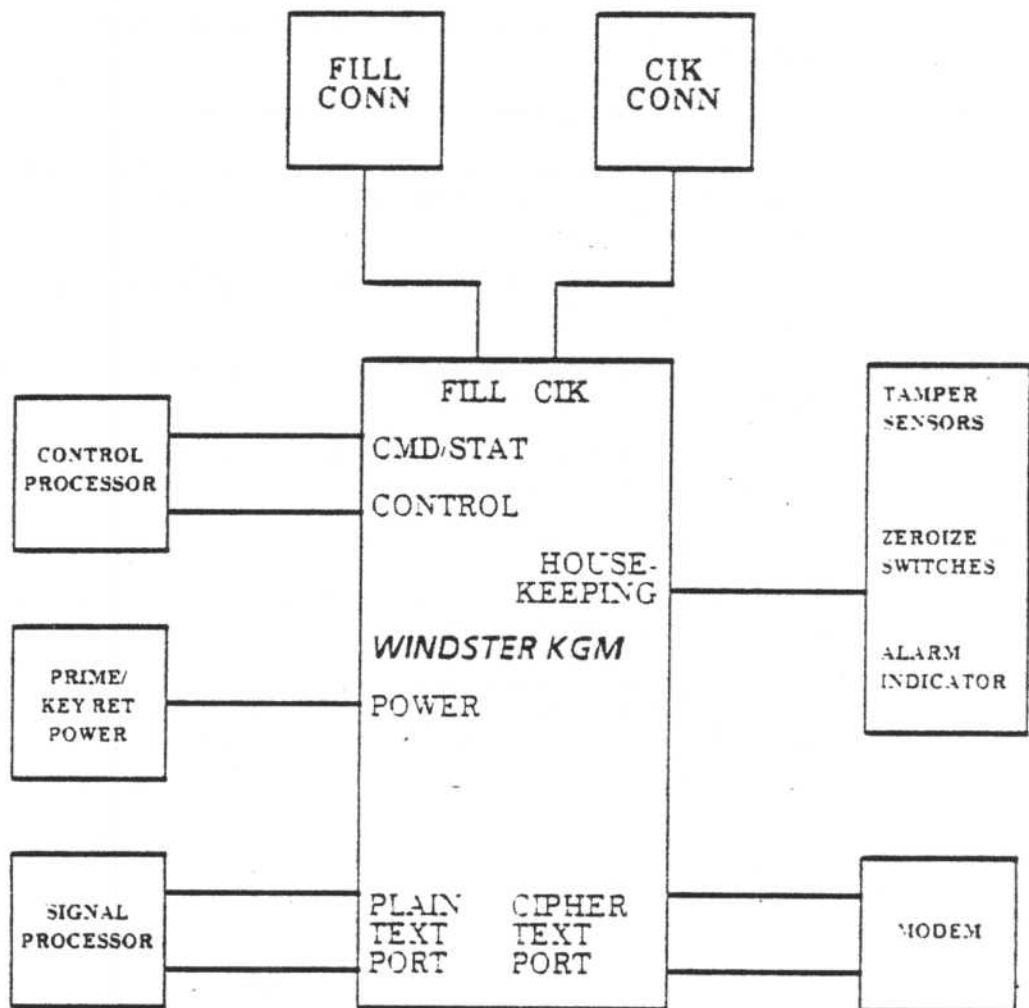 FILL
CONN
CIK
CONN
FILL CIK
CMD/STAT
CONTROL
HOUSE-
KEEPING
WINDSTER KGM
POWER
PLAIN
TEXT
PORT
CIPHER
TEXT
PORT
CONTROL
PROCESSOR
PRIME/
KEY RET
POWER
SIGNAL
PROCESSOR
TAMPER
SENSORS
ZEROIZE
SWITCHES
ALARM
INDICATOR
MODEM